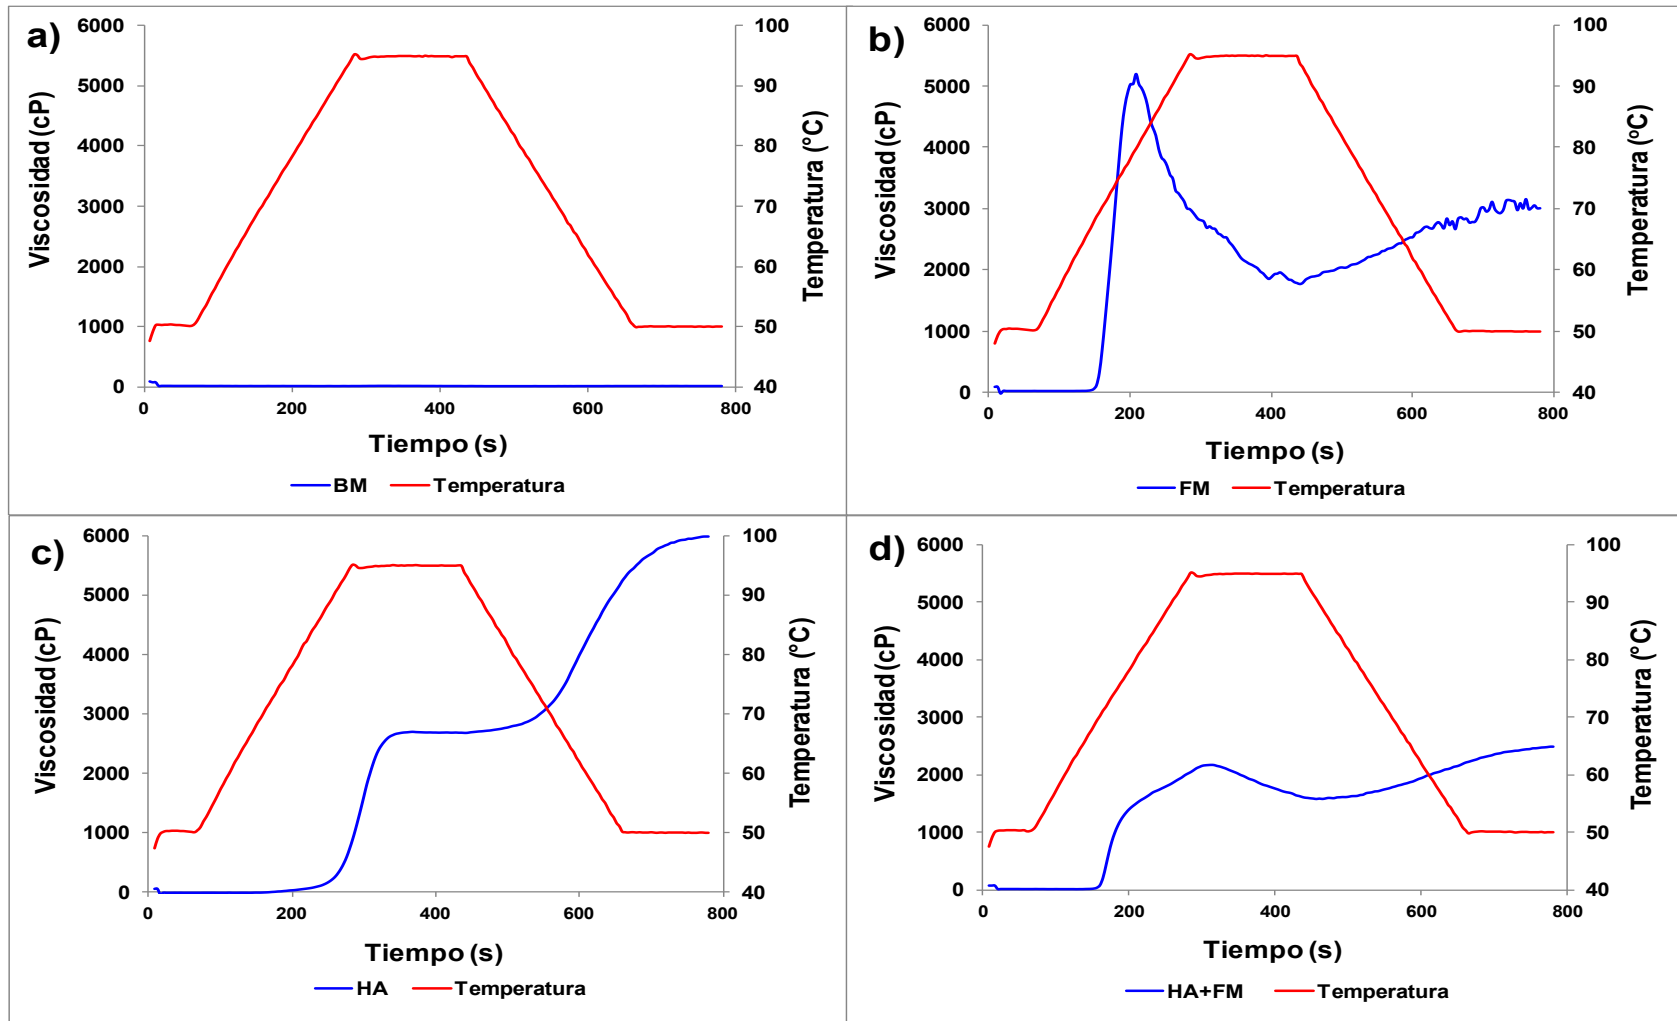 a)
6000
5000
4000
3000
2000
1000
0
Viscosidad (cP)
100
90
80
70
60
50
40
Temperatura (°C)
0 200 400 600 800
Tiempo (s)
BM Temperatura
b)
6000
5000
4000
3000
2000
1000
0
Viscosidad (cP)
100
90
80
70
60
50
40
Temperatura (ºC)
0 200 400 600 800
Tiempo (s)
FM Temperatura
c)
6000
5000
4000
3000
2000
1000
0
Viscosidad (cP)
100
90
80
70
60
50
40
Temperatura (°C)
0 200 400 600 800
Tiempo (s)
HA Temperatura
d)
6000
5000
4000
3000
2000
1000
0
Viscosidad (cP)
100
90
80
70
60
50
40
Temperatura (°C)
0 200 400 600 800
Tiempo (s)
HA+FM Temperatura